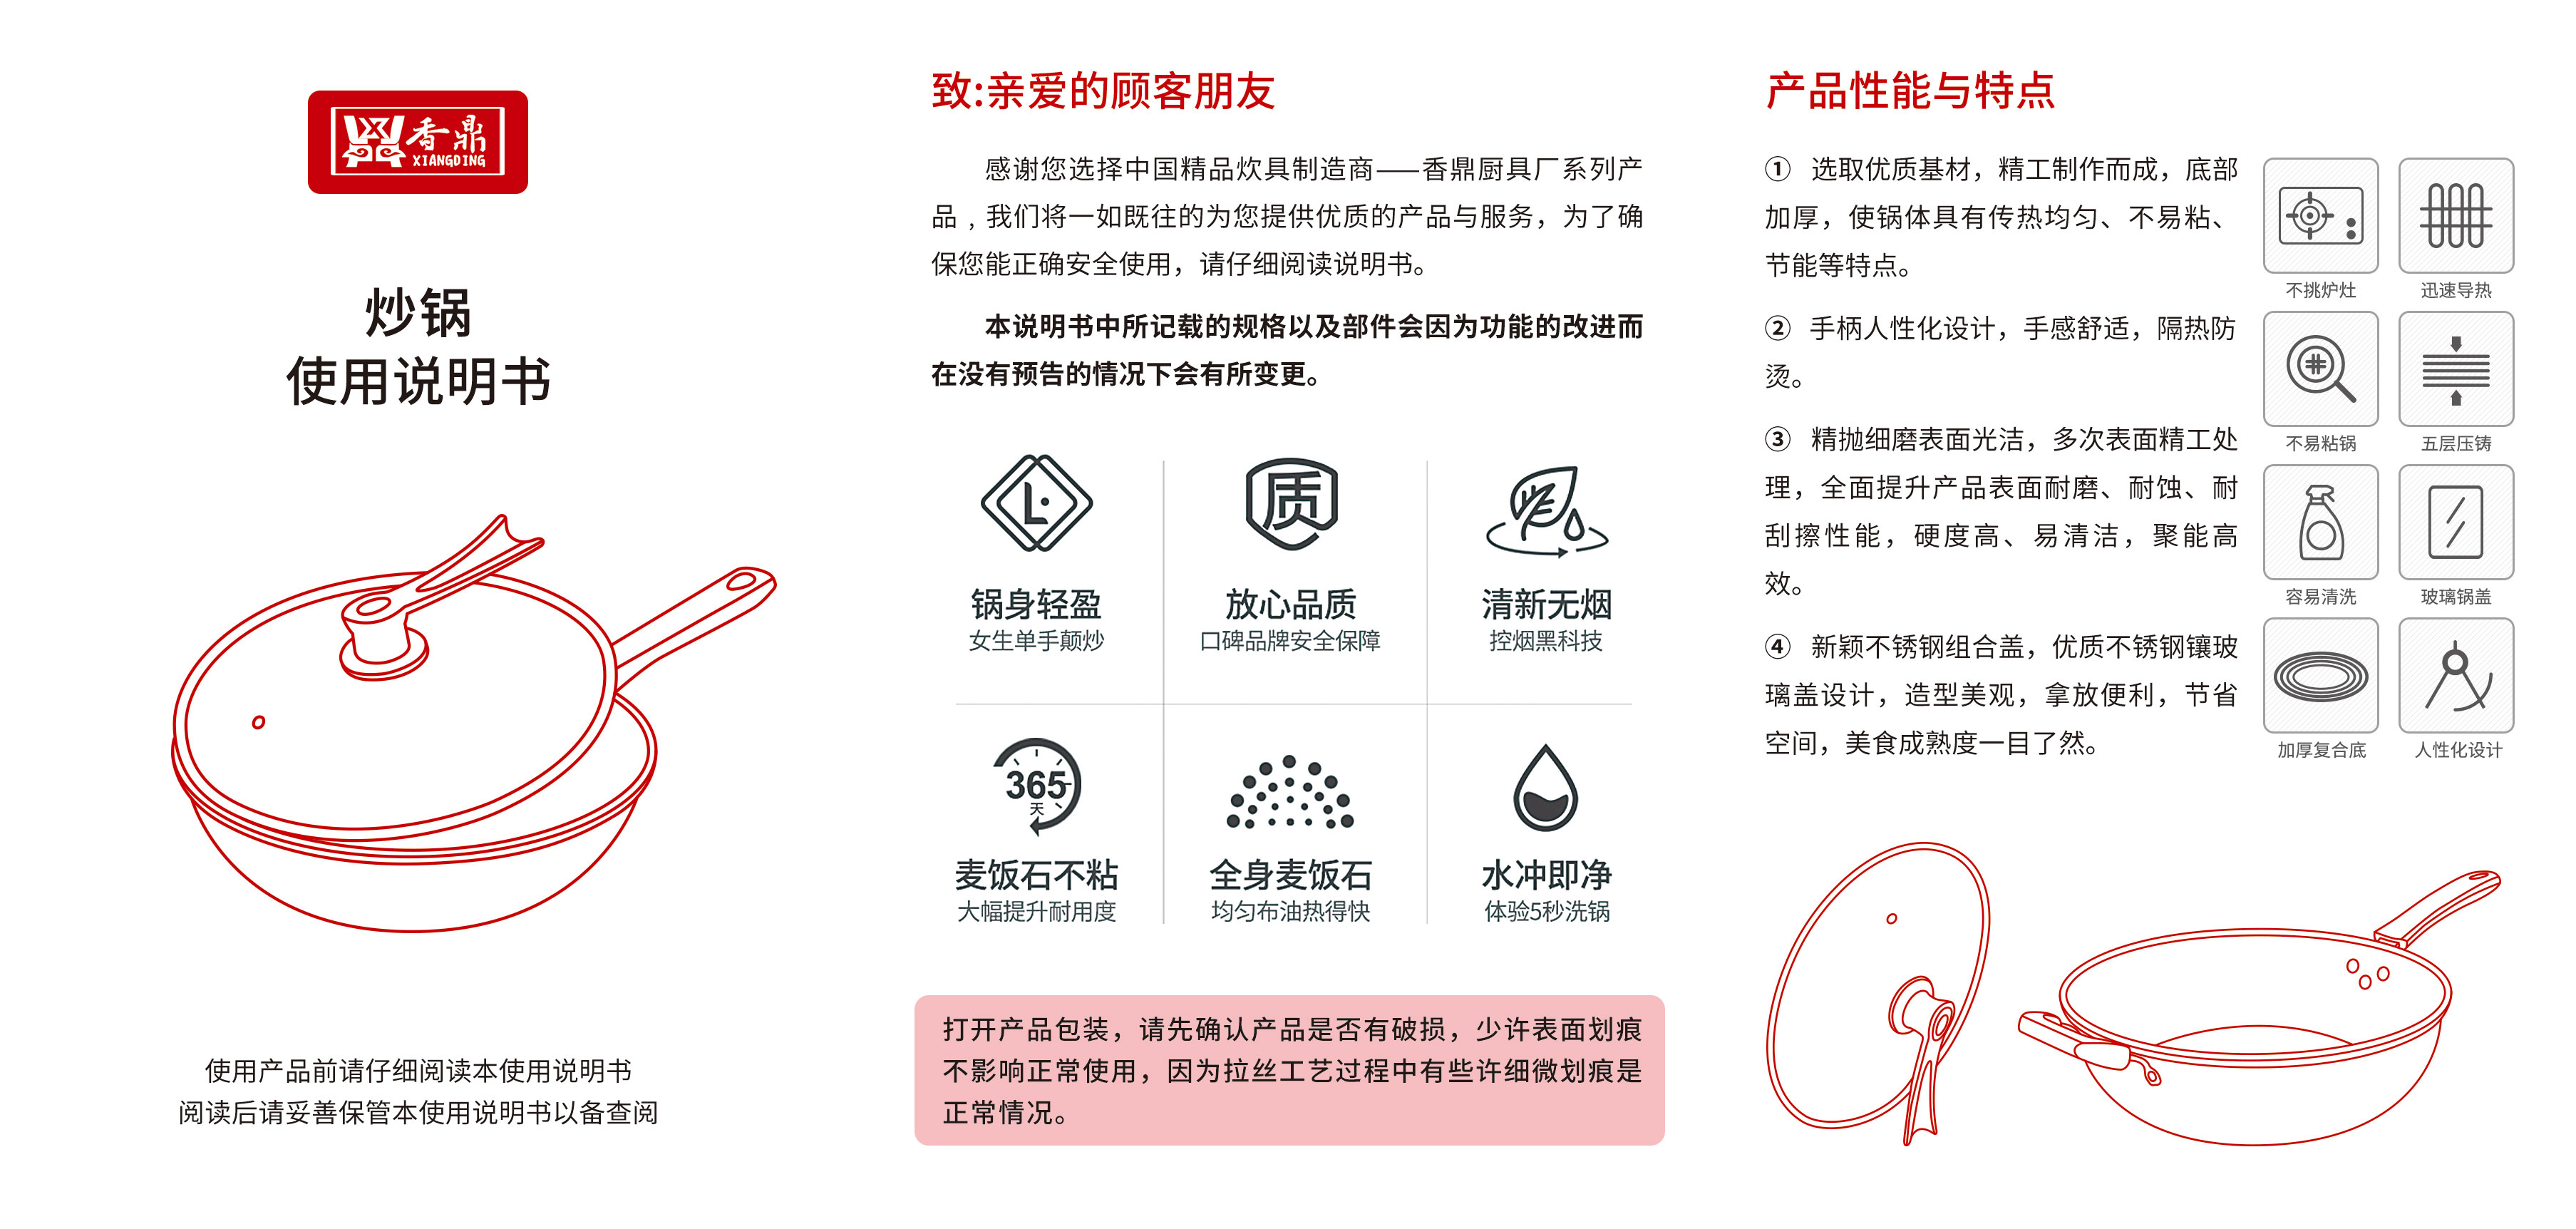 香鼎
XIANGDING
炒锅
使用说明书
使用产品前请仔细阅读本使用说明书
阅读后请妥善保管本使用说明书以备查阅
致:亲爱的顾客朋友
感谢您选择中国精品炊具制造商——香鼎厨具厂系列产
品，我们将一如既往的为您提供优质的产品与服务，为了确
保您能正确安全使用，请仔细阅读说明书。
本说明书中所记载的规格以及部件会因为功能的改进而
在没有预告的情况下会有所变更。
质
锅身轻盈
女生单手颠炒
放心品质
口碑品牌安全保障
清新无烟
控烟黑科技
365
天
麦饭石不粘
大幅提升耐用度
全身麦饭石
均匀布油热得快
水冲即净
体验5秒洗锅
打开产品包装，请先确认产品是否有破损，少许表面划痕
不影响正常使用，因为拉丝工艺过程中有些许细微划痕是
正常情况。
产品性能与特点
① 选取优质基材，精工制作而成，底部
加厚，使锅体具有传热均匀、不易粘、
节能等特点。
② 手柄人性化设计，手感舒适，隔热防
烫。
③ 精抛细磨表面光洁，多次表面精工处
理，全面提升产品表面耐磨、耐蚀、耐
刮擦性能，硬度高、易清洁，聚能高
效。
④ 新颖不锈钢组合盖，优质不锈钢镶玻
璃盖设计，造型美观，拿放便利，节省
空间，美食成熟度一目了然。
不挑炉灶
迅速导热
不易粘锅
五层压铸
容易清洗
玻璃锅盖
加厚复合底
人性化设计